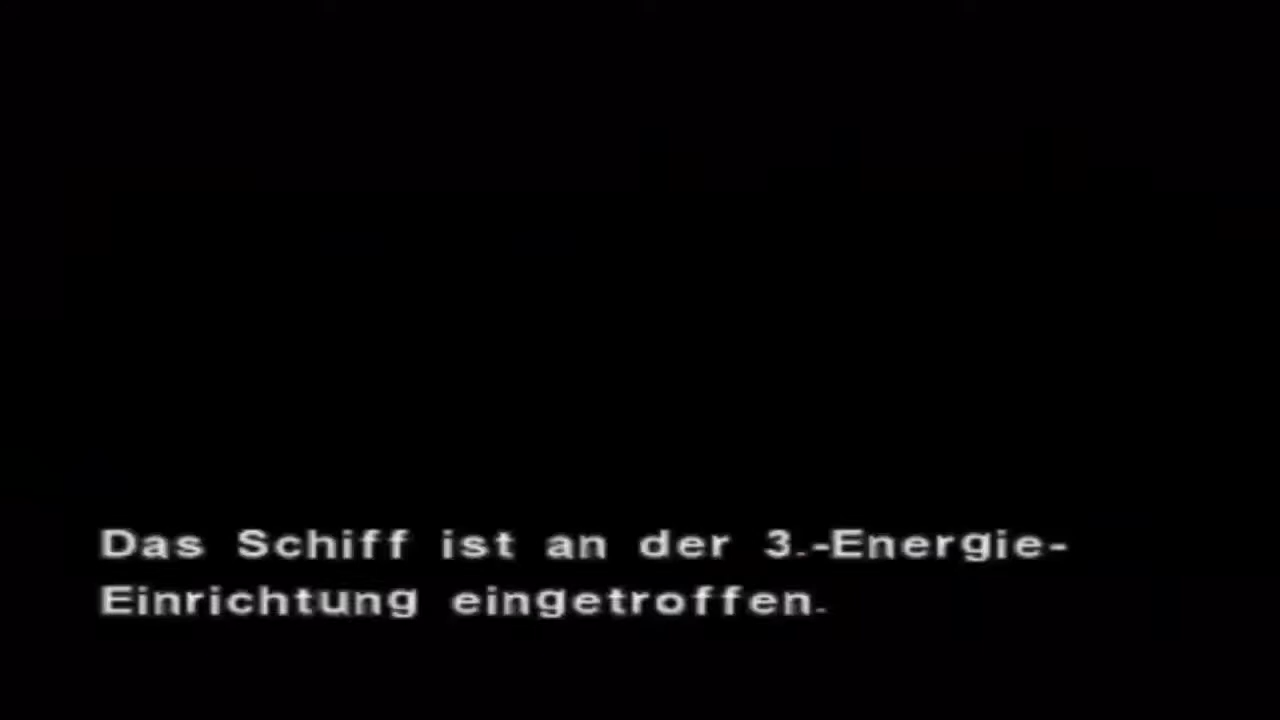 Das Schiff ist an der 3.-Energie-
Einrichtung eingetroffen.